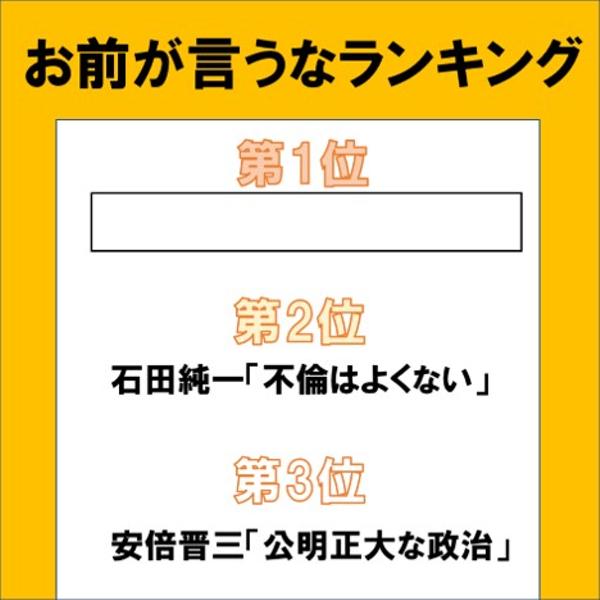 お前が言うなランキング
第1位
第2位
石田純一「不倫はよくない」
第3位
安倍晋三「公明正大な政治」